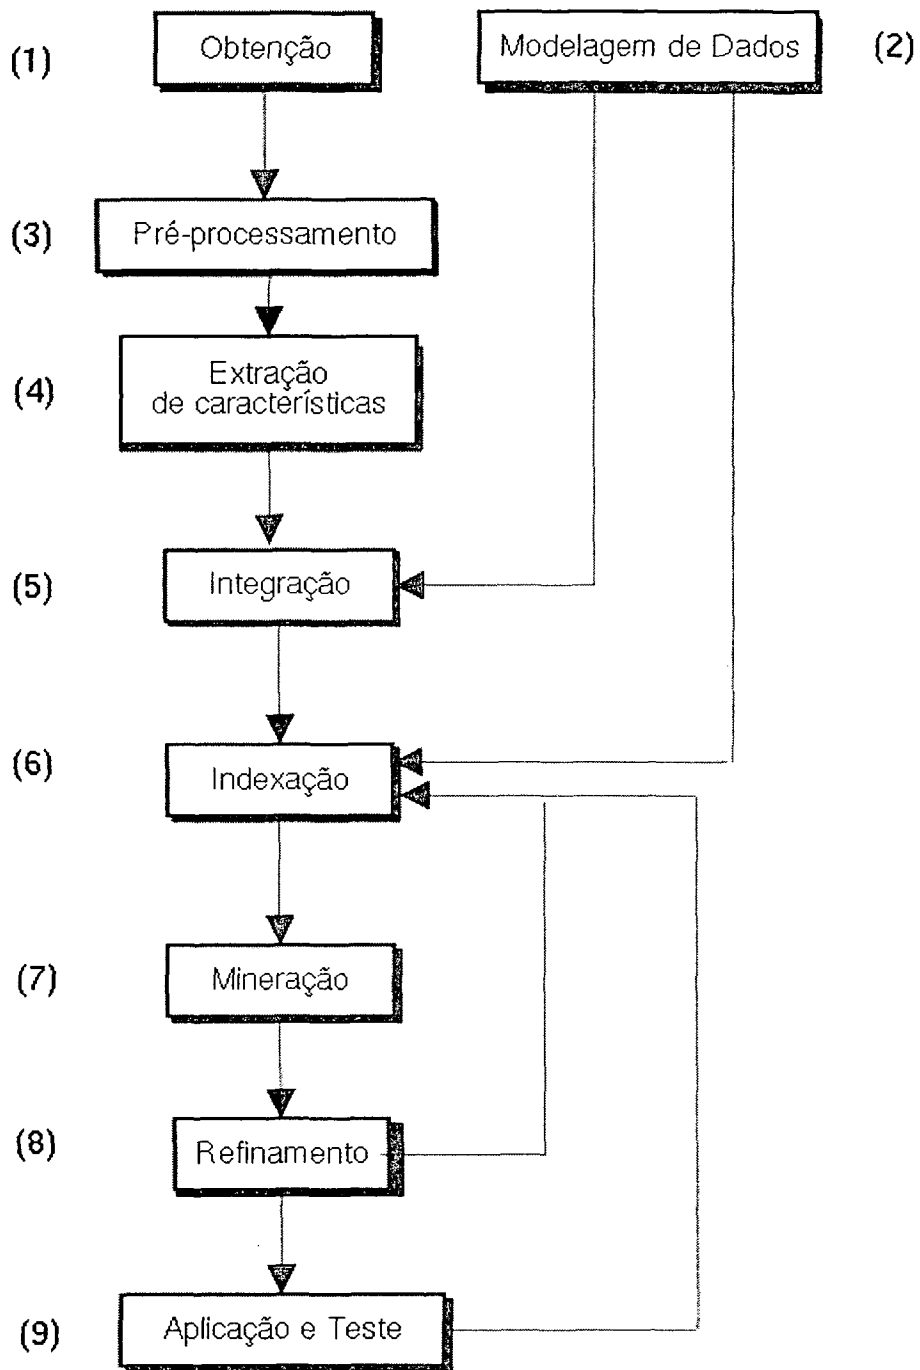 (1)
Obtenção
Modelagem de Dados
(2)
(3)
Pré-processamento
(4)
Extração
de característísticas
(5)
Integração
(6)
Indexação
(7)
Mineração
(8)
Refinamento
(9)
Aplicação e Teste